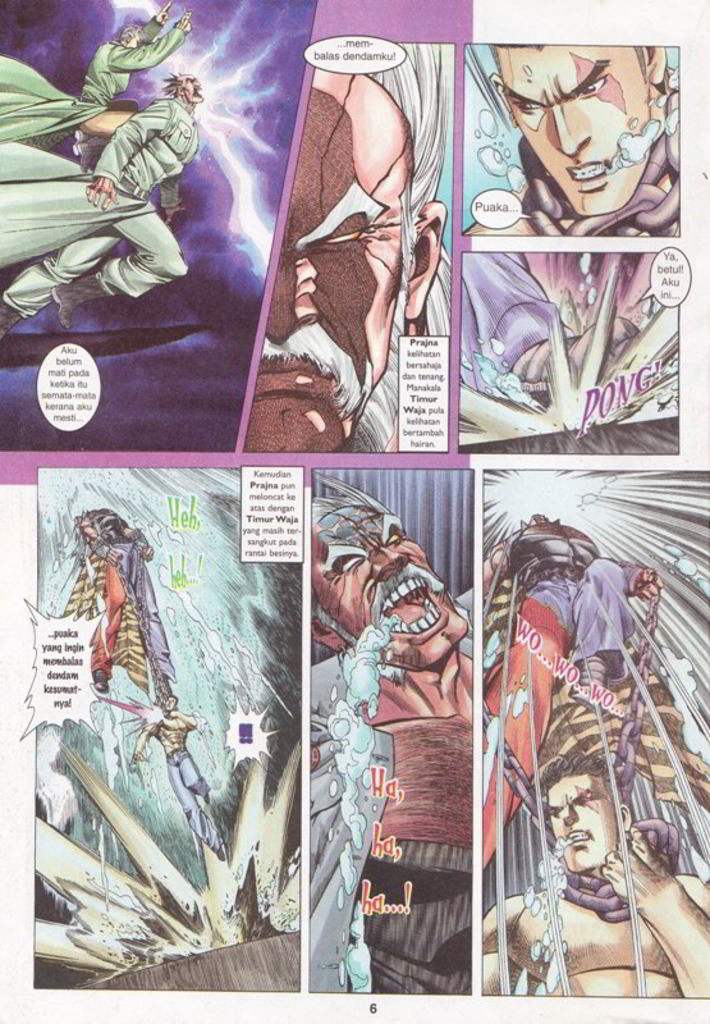 Aku
belum
mati pada
ketika itu
semata-mata
kerana aku
mesti...
...mem-
balas dendamku!
Prajna
kelihatan
bersahaja
dan tenang.
Manakala
Timur
Waja pula
kelihatan
bertambah
hairan.
Puaka...
Ya,
betul!
Aku
ini...
PONG!
Kemudian
Prajna pun
meloncat ke
atas dengan
Timur Waja
yang masih ter-
sangkut pada
rantai besinya.
Heh,
heh...!
...puaka
yang ingin
membalas
dendam
kesumat-
nya!
!!
Ha,
ha,
ha...!
WO...WO...WO...
6